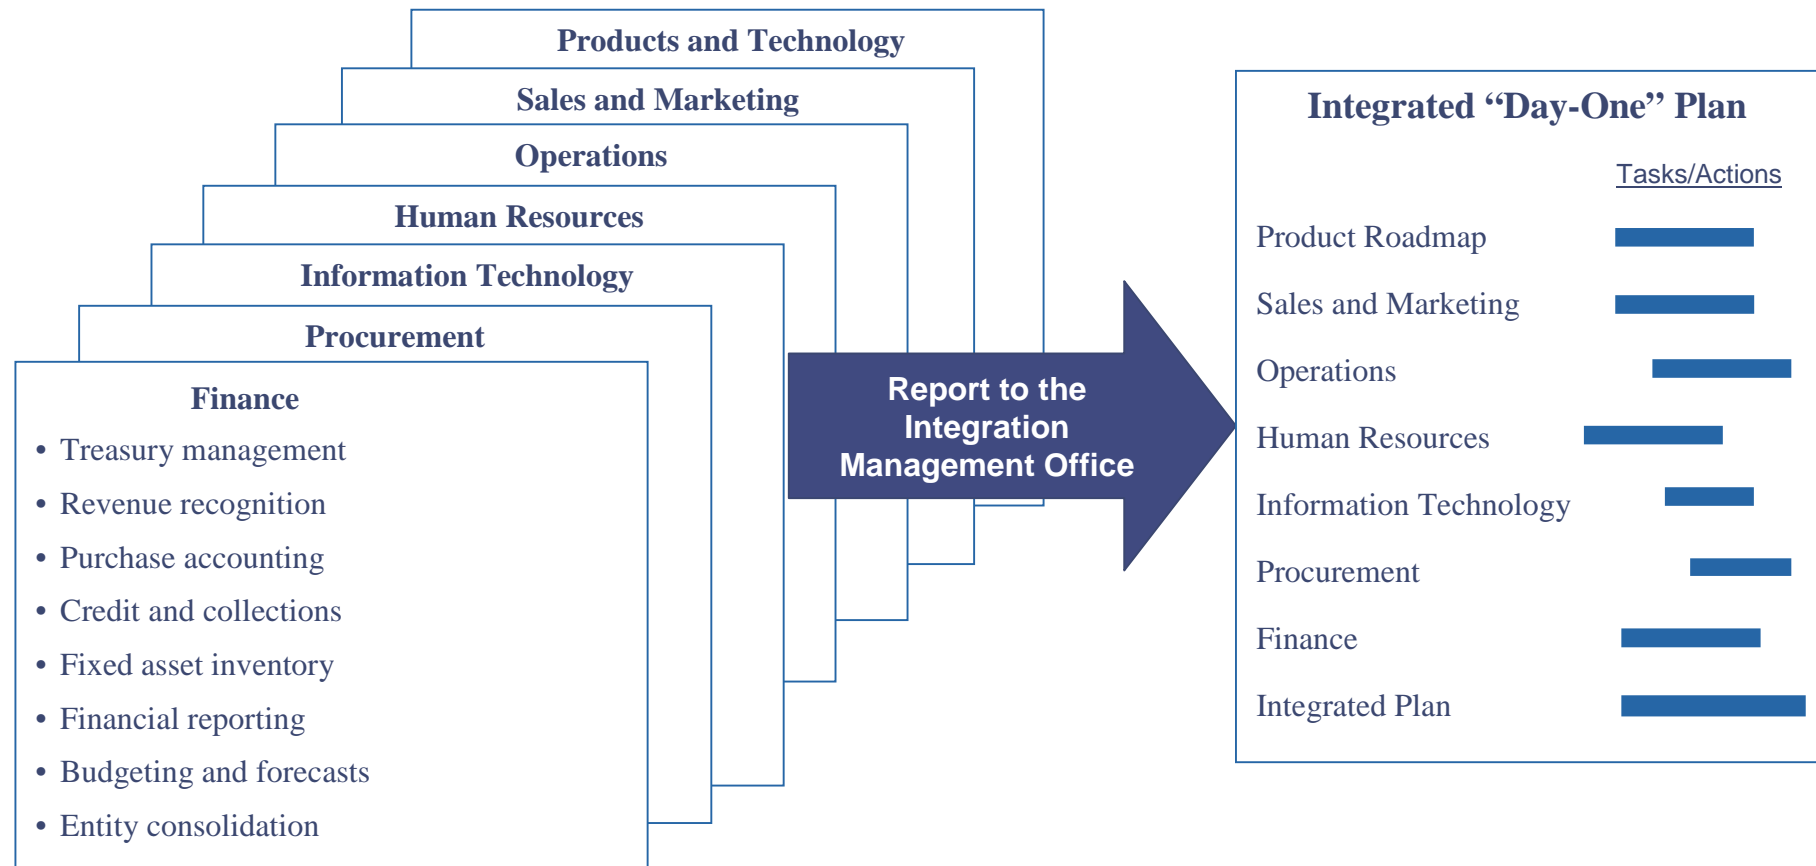 Products and Technology
Sales and Marketing
Operations
Human Resources
Information Technology
Procurement
Finance
• Treasury management
• Revenue recognition
• Purchase accounting
• Credit and collections
• Fixed asset inventory
• Financial reporting
• Budgeting and forecasts
• Entity consolidation
Report to the
Integration
Management Office
Integrated “Day-One” Plan
Tasks/Actions
Product Roadmap
Sales and Marketing
Operations
Human Resources
Information Technology
Procurement
Finance
Integrated Plan